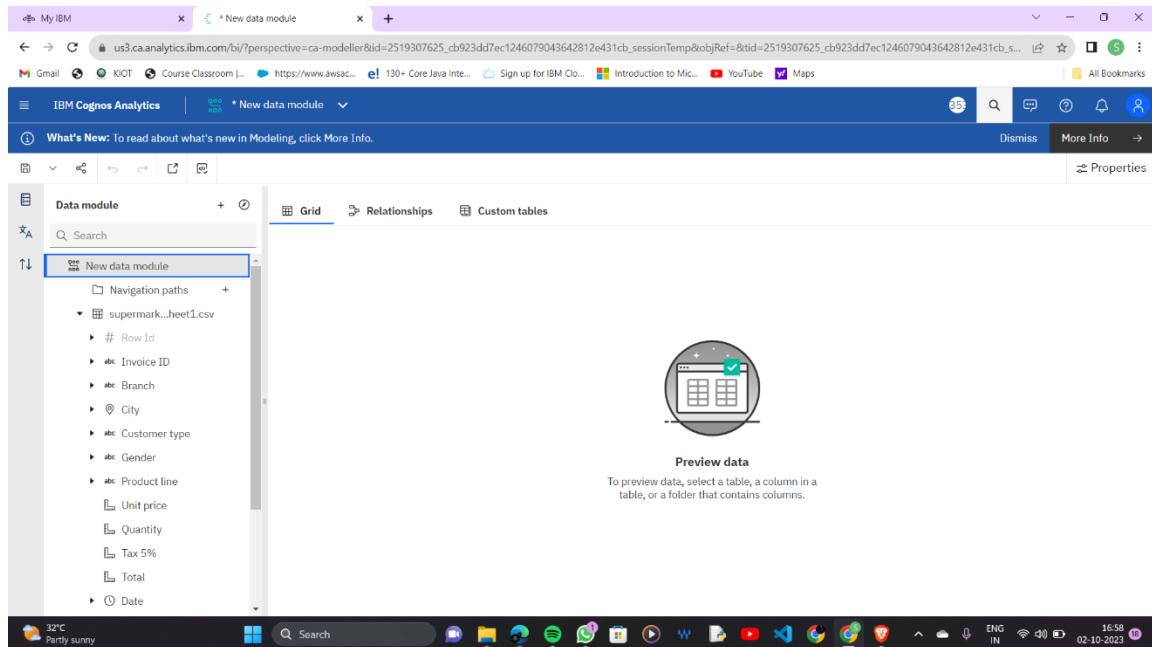 My IBM
* New data module
us3.ca.analytics.ibm.com/bi/?perspective=ca-modeller&id=2519307625_cb923dd7ec1246079043642812e431cb_sessionTemp&objRef=&tid=2519307625_cb923dd7ec1246079043642812e431cb_s...
Gmail KIOT Course Classroom |... https://www.awsac... 130+ Core Java Inte... Sign up for IBM Clo... Introduction to Mic... YouTube Maps All Bookmarks
IBM Cognos Analytics * New data module
What's New: To read about what's new in Modeling, click More Info. Dismiss More Info
Properties
Data module
Search
New data module
Navigation paths
supermark...heet1.csv
# Row Id
abc Invoice ID
abc Branch
City
abc Customer type
abc Gender
abc Product line
Unit price
Quantity
Tax 5%
Total
Date
Grid Relationships Custom tables
Preview data
To preview data, select a table, a column in a
table, or a folder that contains columns.
32°C
Partly sunny
Search
ENG
IN
16:58
02-10-2023